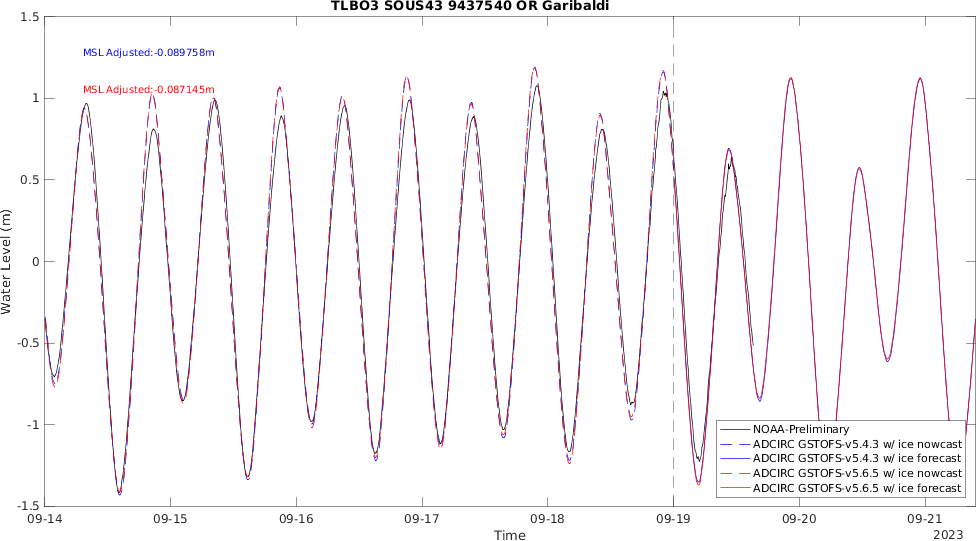 TLBO3 SOUS43 9437540 OR Garibaldi
1.5
MSL Adjusted:-0.089758m
MSL Adjusted:-0.087145m
1
0.5
0
-0.5
-1
-1.5
Water Level (m)
NOAA-Preliminary
ADCIRC GSTOFS-v5.4.3 w/ ice nowcast
ADCIRC GSTOFS-v5.4.3 w/ ice forecast
ADCIRC GSTOFS-v5.6.5 w/ ice nowcast
ADCIRC GSTOFS-v5.6.5 w/ ice forecast
09-14 09-15 09-16 09-17 09-18 09-19 09-20 09-21
Time
2023